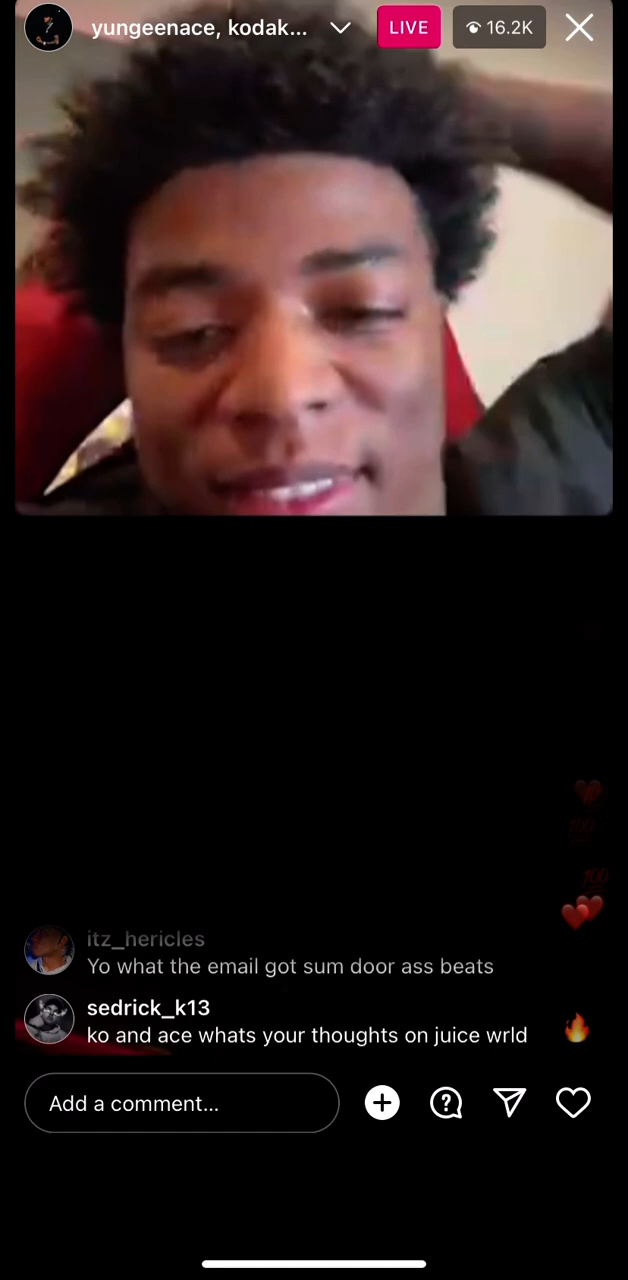 yungeenace, kodak...
LIVE
16.2K
itz_hericles
Yo what the email got sum door ass beats
sedrick_k13
ko and ace whats your thoughts on juice wrld
Add a comment...